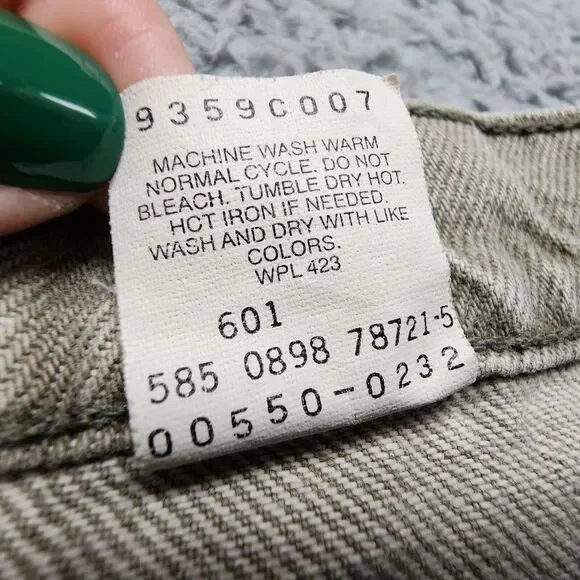 9359C007
MACHINE WASH WARM
NORMAL CYCLE. DO NOT
BLEACH. TUMBLE DRY HOT.
HOT IRON IF NEEDED.
WASH AND DRY WITH LIKE
COLORS.
WPL 423
601
585 0898 78721-5
00550-0232